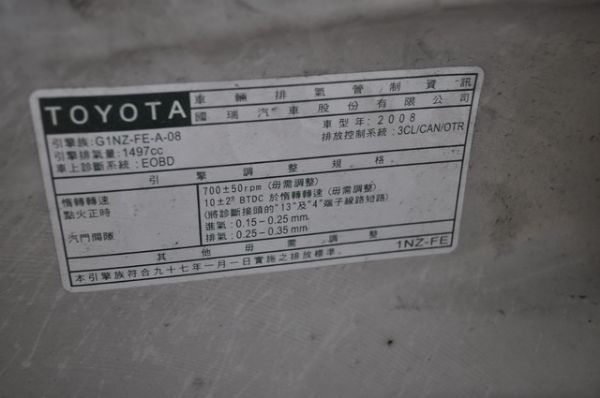 TOYOTA
車輛排氣管制資訊
國瑞汽車股份有限公司
引擎族:G1NZ-FE-A-08
車型年:2008
引擎排氣量:1497cc
排放控制系統:3CL/CAN/OTR
車上診斷系統:EOBD
引擎調整規格
惰轉轉速
700±50rpm (毋需調整)
點火正時
10±2° BTDC 於惰轉轉速 (毋需調整)
(將診斷接頭的"13"及"4"端子線路短路)
汽門間隙
進氣:0.15-0.25mm
排氣:0.25-0.35mm
其他毋需調整
1NZ-FE
本引擎族符合九十七年一月一日實施之排放標準。